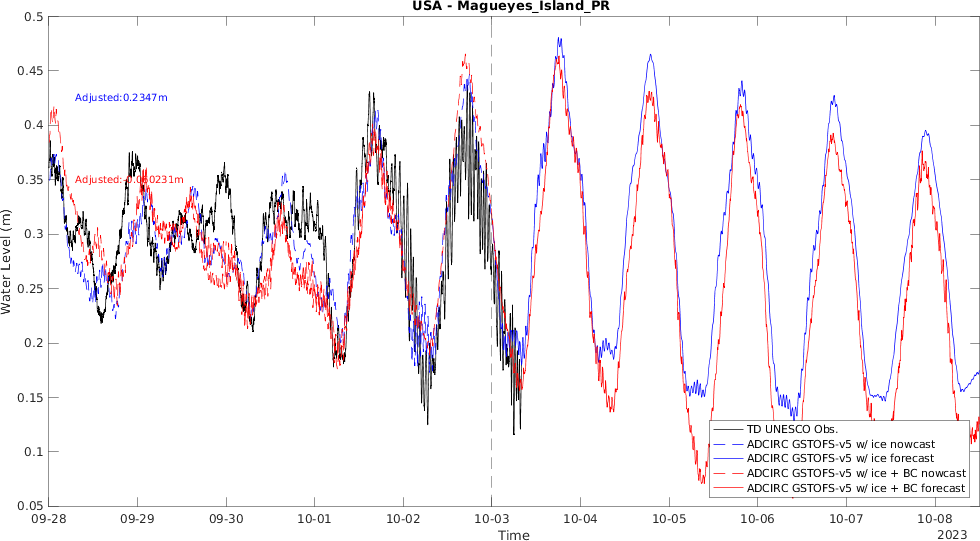 USA - Magueyes_Island_PR
0.5
0.45
0.4
0.35
0.3
0.25
0.2
0.15
0.1
0.05
Water Level (m)
Adjusted:0.2347m
TD UNESCO Obs.
ADCIRC GSTOFS-v5 w/ ice nowcast
ADCIRC GSTOFS-v5 w/ ice forecast
ADCIRC GSTOFS-v5 w/ ice + BC nowcast
ADCIRC GSTOFS-v5 w/ ice + BC forecast
09-28 09-29 09-30 10-01 10-02 10-03 10-04 10-05 10-06 10-07 10-08
Time
2023